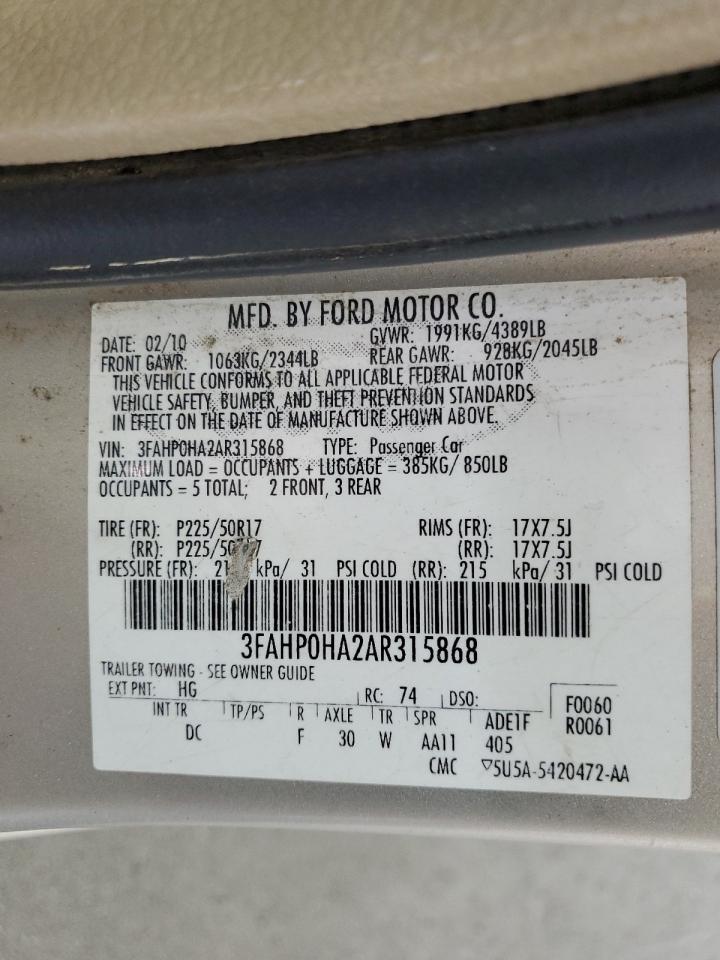 MFD. BY FORD MOTOR CO.
DATE: 02/10 GVWR: 1991KG/4389LB
FRONT GAWR: 1063KG/2344LB REAR GAWR: 928KG/2045LB
THIS VEHICLE CONFORMS TO ALL APPLICABLE FEDERAL MOTOR
VEHICLE SAFETY, BUMPER, AND THEFT PREVENTION STANDARDS
IN EFFECT ON THE DATE OF MANUFACTURE SHOWN ABOVE.
VIN: 3FAHP0HA2AR315868 TYPE: Passenger Car
MAXIMUM LOAD = OCCUPANTS + LUGGAGE = 385KG/ 850LB
OCCUPANTS = 5 TOTAL; 2 FRONT, 3 REAR
TIRE (FR): P225/50R17 RIMS (FR): 17X7.5J
(RR): (RR): 17X7.5J
PRESSURE (FR): kPa/ 31 PSI COLD (RR): 215 kPa/ 31 PSI COLD
3FAHP0HA2AR315868
TRAILER TOWING - SEE OWNER GUIDE
EXT PNT: HG RC: 74 DSO: F0060
R0061
INT TR TP/PS R AXLE TR SPR ADE1F
DC F 30 W AA11 405
CMC ▽5U5A-5420472-AA